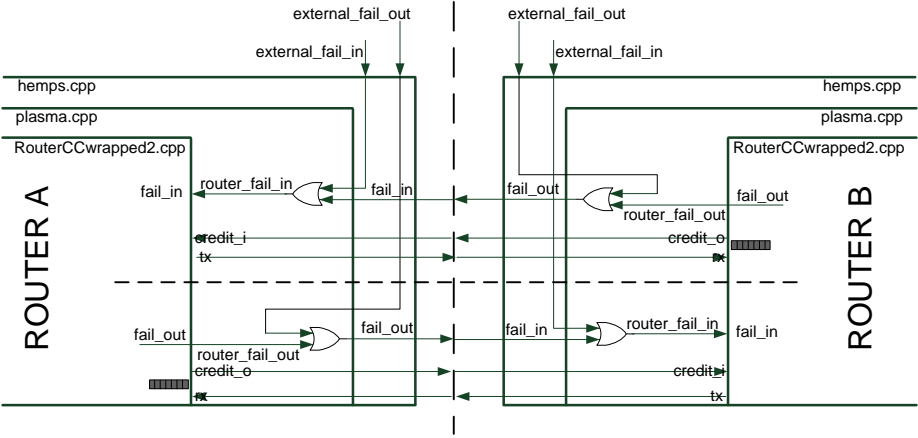 external_fail_out
external_fail_out
external_fail_in
external_fail_in
hemps.cpp
hemps.cpp
plasma.cpp
plasma.cpp
RouterCCwrapped2.cpp
RouterCCwrapped2.cpp
ROUTER A
ROUTER B
fail_in
router_fail_in
fail_in
fail_out
fail_out
router_fail_out
credit_i
credit_o
tx
rx
fail_out
router_fail_out
fail_out
fail_in
router_fail_in
fail_in
credit_o
credit_i
rx
tx